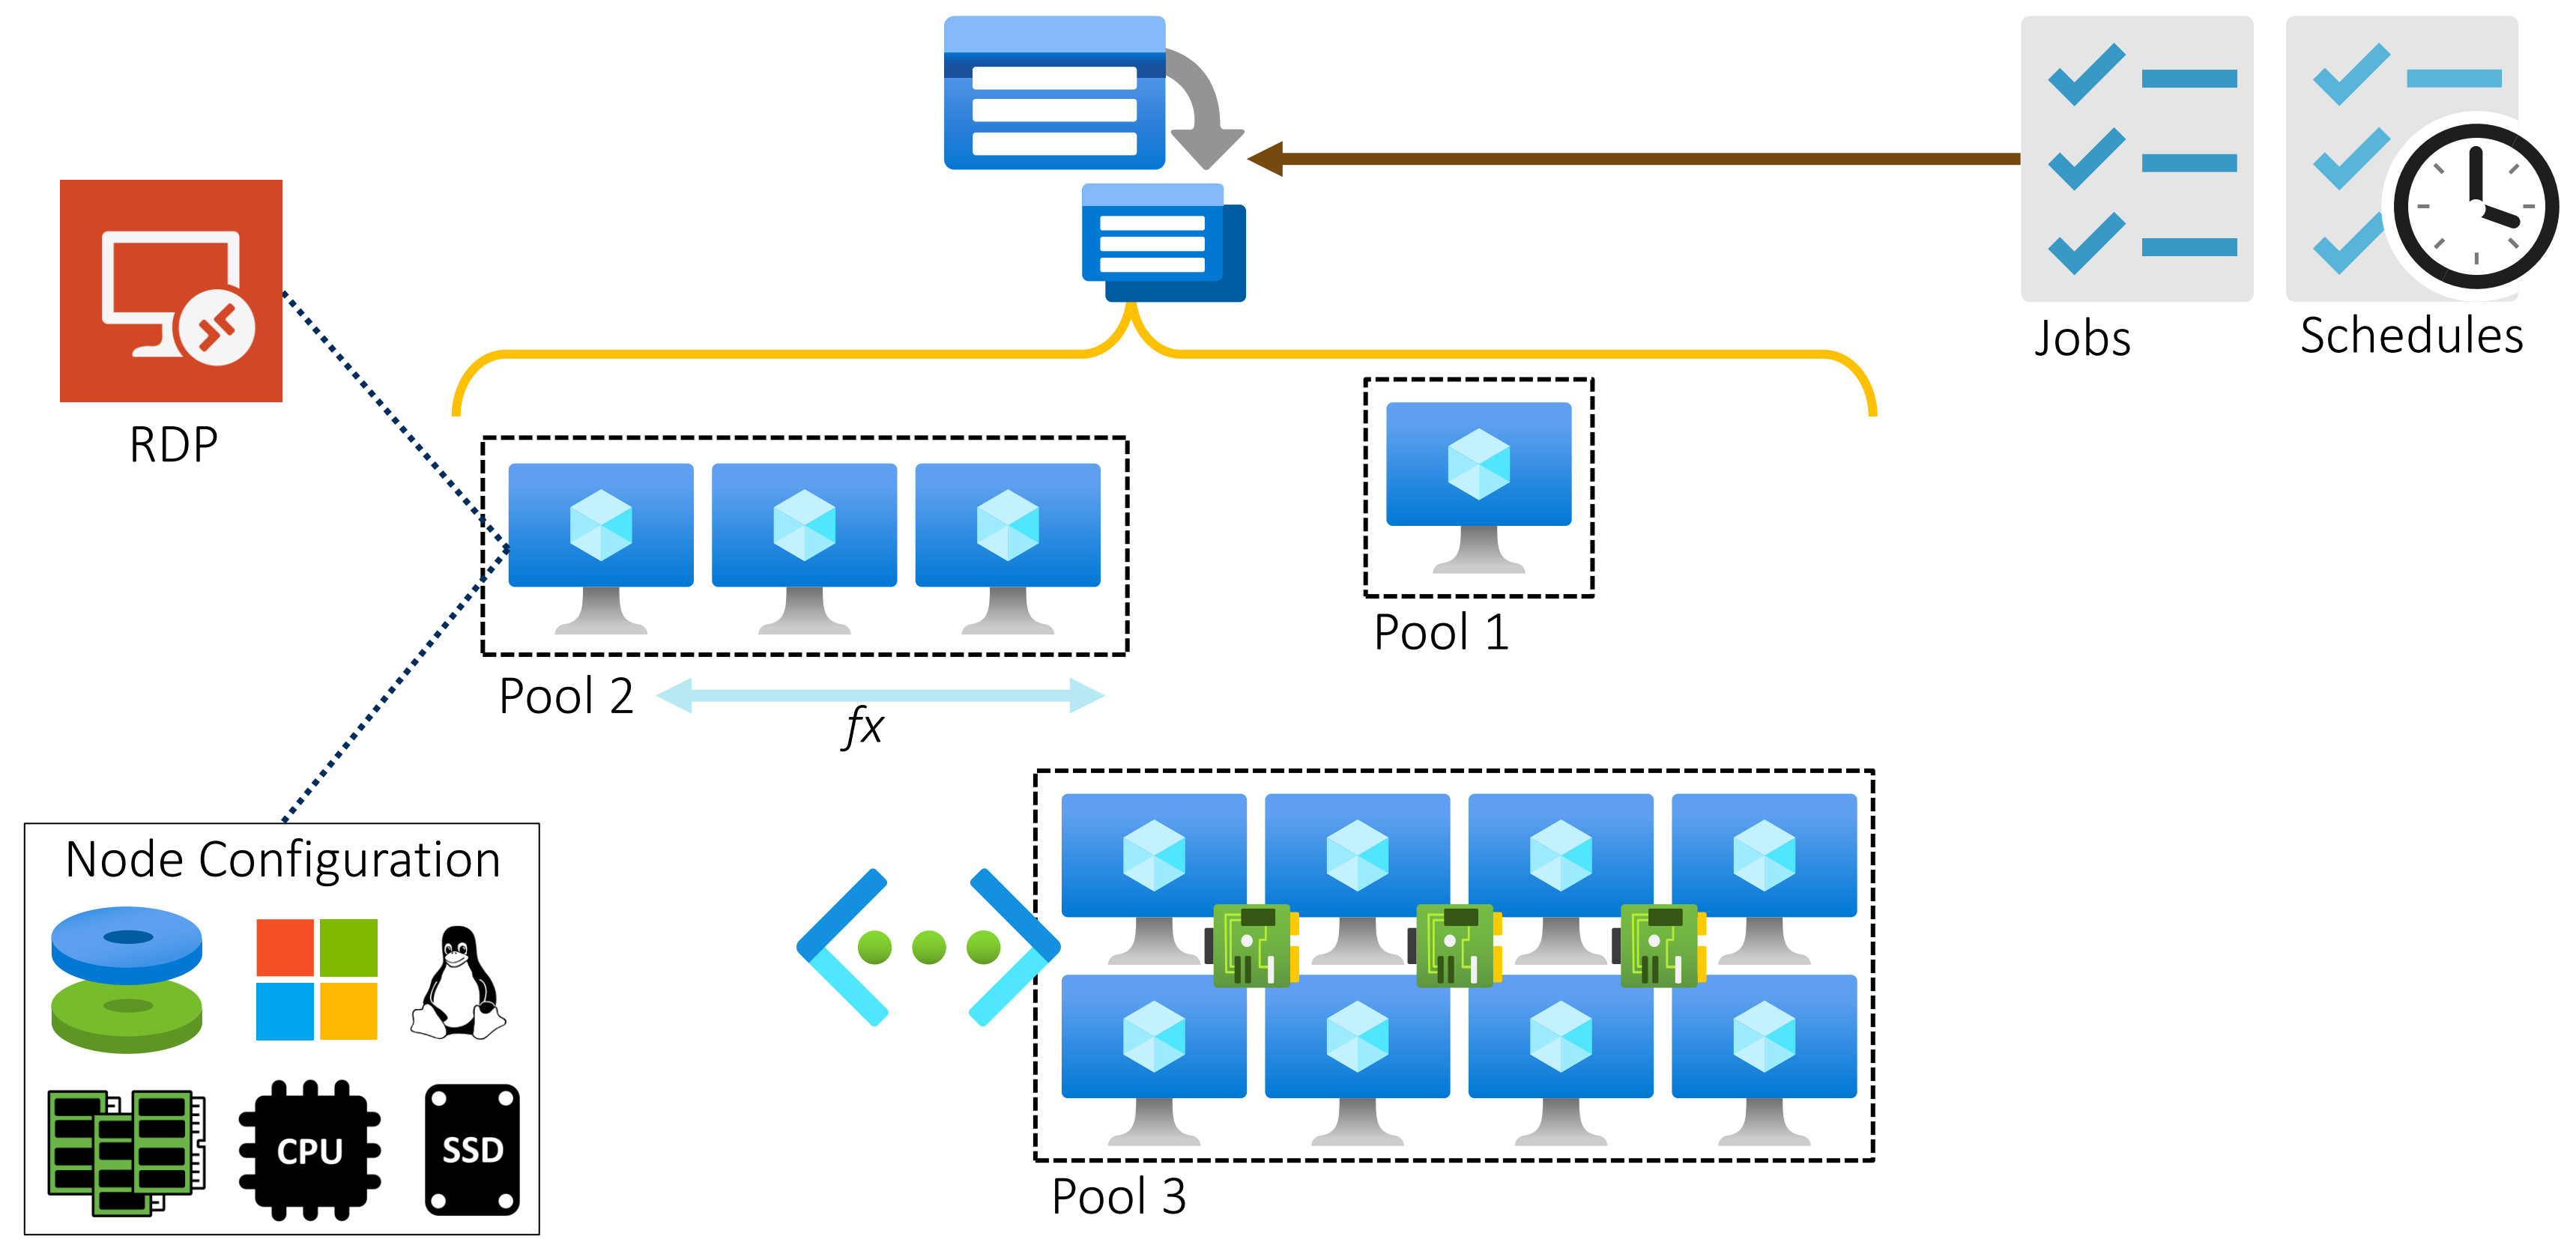 Jobs
Schedules
RDP
Pool 1
Pool 2
fx
Node Configuration
CPU
SSD
Pool 3